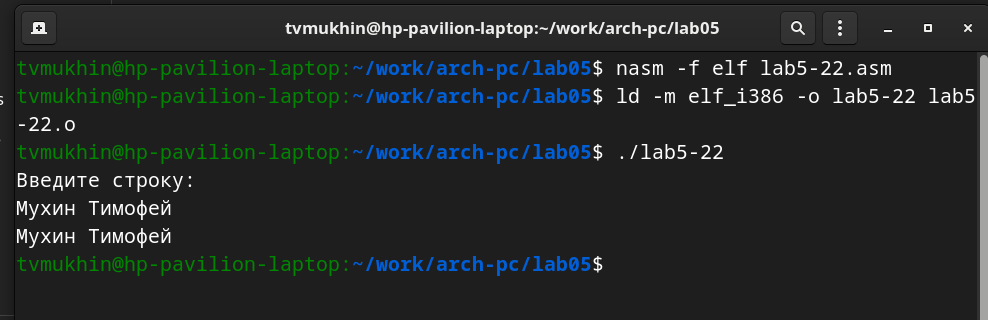 tvmukhin@hp-pavilion-laptop:~/work/arch-pc/lab05
tvmukhin@hp-pavilion-laptop:~/work/arch-pc/lab05$ nasm -f elf lab5-22.asm
tvmukhin@hp-pavilion-laptop:~/work/arch-pc/lab05$ ld -m elf_i386 -o lab5-22 lab5
-22.o
tvmukhin@hp-pavilion-laptop:~/work/arch-pc/lab05$ ./lab5-22
Введите строку:
Мухин Тимофей
Мухин Тимофей
tvmukhin@hp-pavilion-laptop:~/work/arch-pc/lab05$